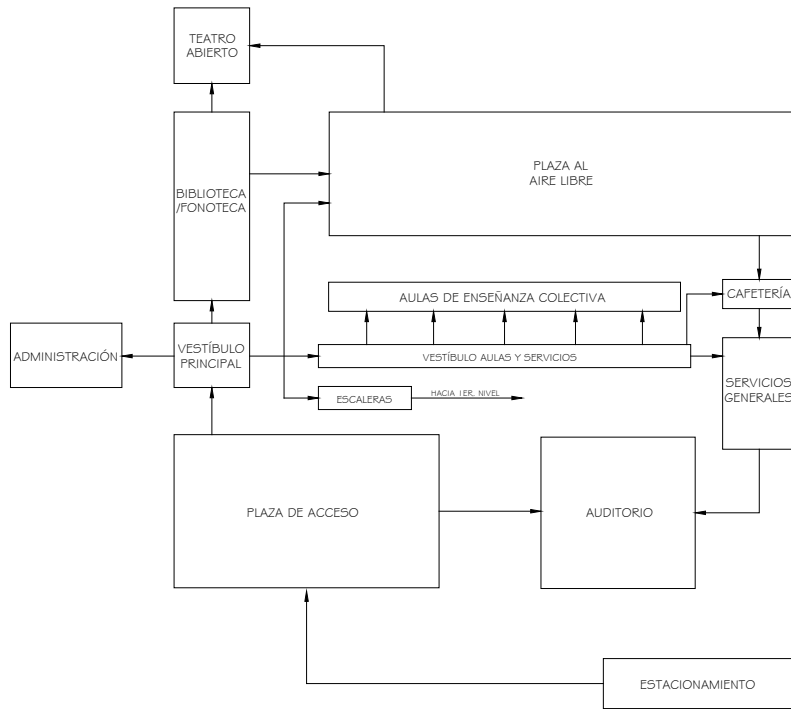 TEATRO
ABIERTO
PLAZA AL
AIRE LIBRE
BIBLIOTECA
/FONOTECA
AULAS DE ENSEÑANZA COLECTIVA
CAFETERÍA
ADMINISTRACIÓN
VESTÍBULO
PRINCIPAL
VESTÍBULO AULAS Y SERVICIOS
SERVICIOS
GENERALES
ESCALERAS
HACIA 1ER. NIVEL
PLAZA DE ACCESO
AUDITORIO
ESTACIONAMIENTO